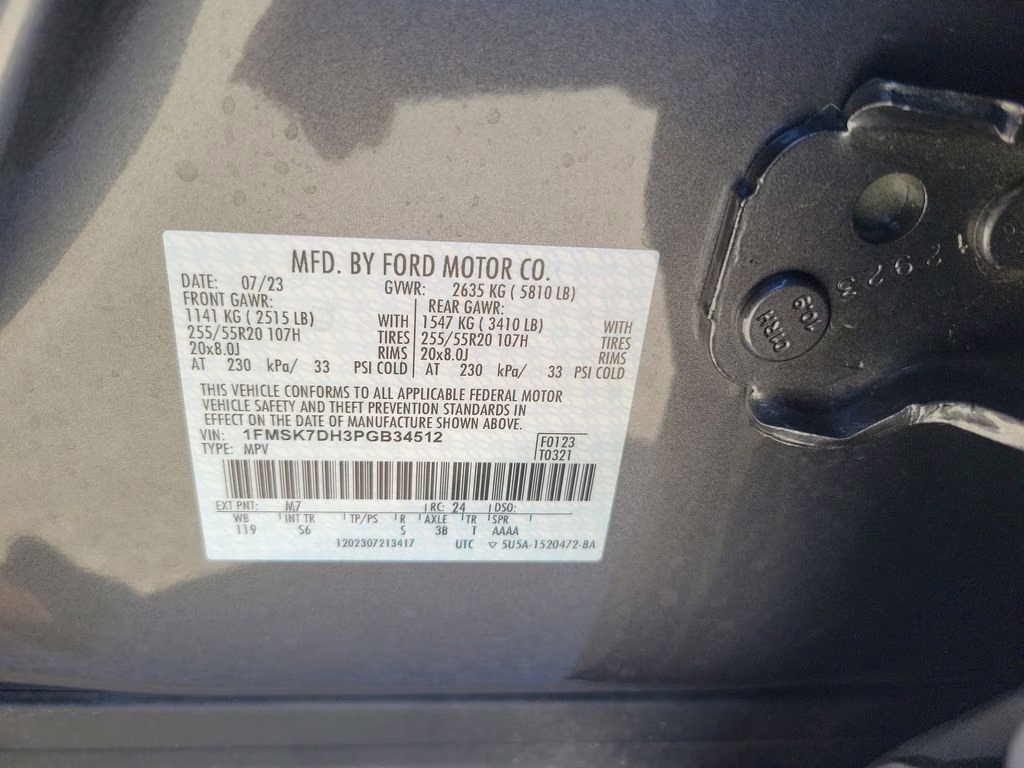 MFD. BY FORD MOTOR CO.
DATE: 07/23 GVWR: 2635 KG ( 5810 LB)
FRONT GAWR: REAR GAWR:
1141 KG ( 2515 LB) WITH 1547 KG ( 3410 LB) WITH
255/55R20 107H TIRES 255/55R20 107H TIRES
20x8.0J RIMS 20x8.0J RIMS
AT 230 kPa/ 33 PSI COLD AT 230 kPa/ 33 PSI COLD
THIS VEHICLE CONFORMS TO ALL APPLICABLE FEDERAL MOTOR
VEHICLE SAFETY AND THEFT PREVENTION STANDARDS IN
EFFECT ON THE DATE OF MANUFACTURE SHOWN ABOVE.
VIN: 1FMSK7DH3PGB34512 F0123
TYPE: MPV T0321
EXT PNT: M7 RC: 24 DSO:
WB INT TR TP/PS R AXLE TR SPR
119 S6 S 3B T AAAA
1202307213417 UTC ▽ 5U5A-1520472-BA
12923
CIRH
109